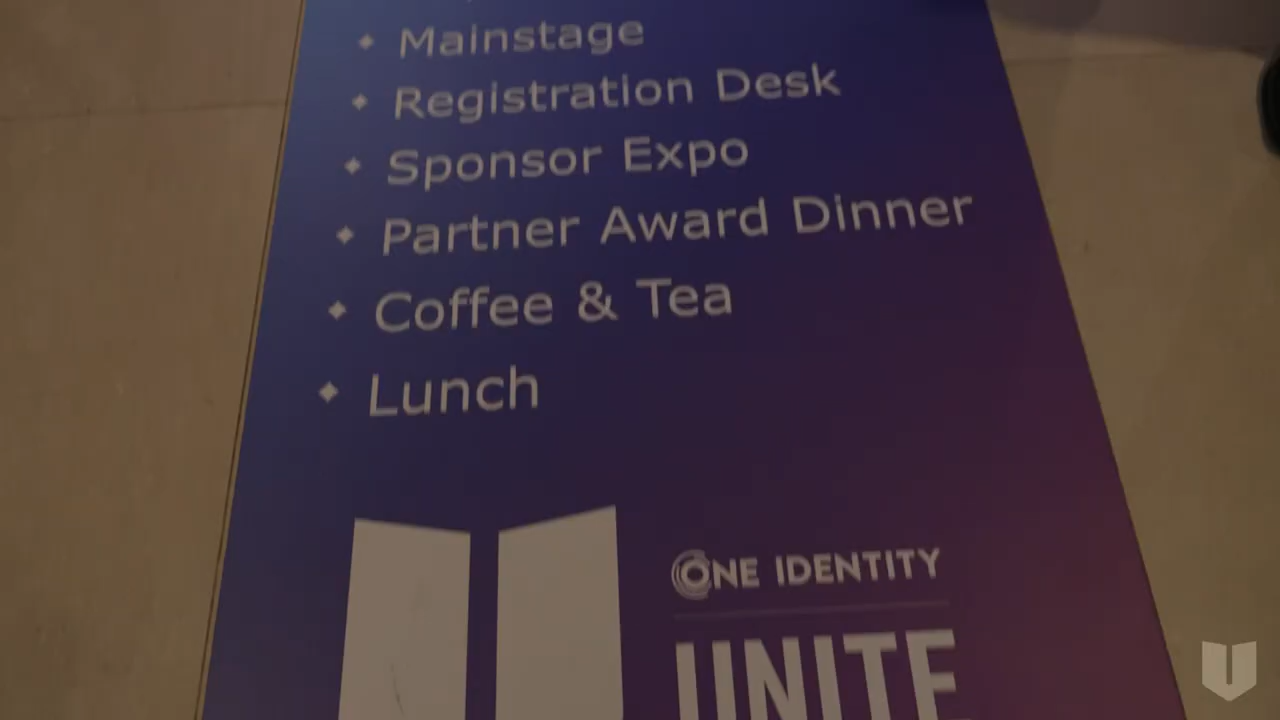 Mainstage
Registration Desk
Sponsor Expo
Partner Award Dinner
Coffee & Tea
Lunch
ONE IDENTITY
UNITE
U